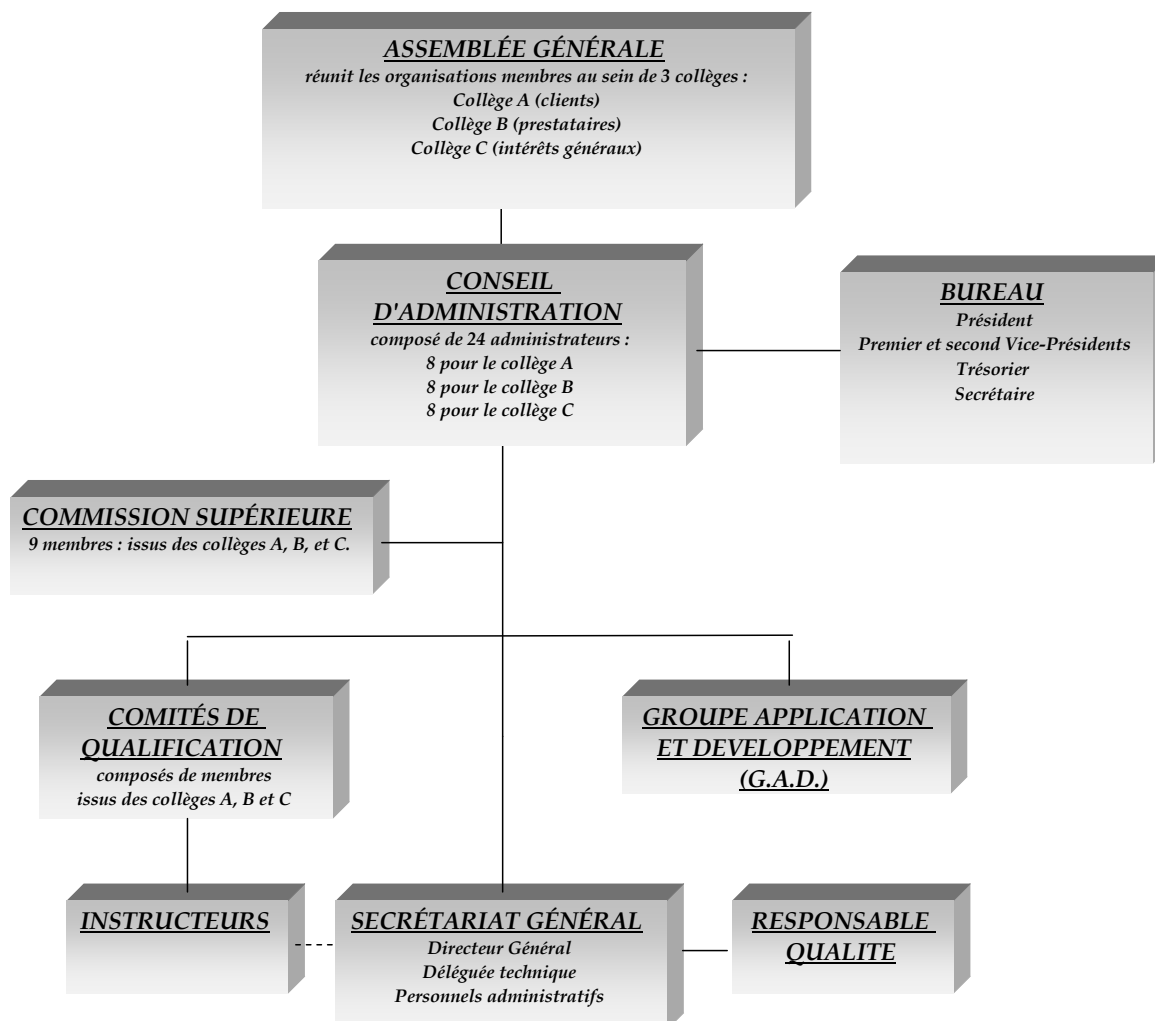 ASSEMBLÉE GÉNÉRALE
réunit les organisations membres au sein de 3 collèges :
Collège A (clients)
Collège B (prestataires)
Collège C (intérêts généraux)
CONSEIL
D'ADMINISTRATION
composé de 24 administrateurs :
8 pour le collège A
8 pour le collège B
8 pour le collège C
BUREAU
Président
Premier et second Vice-Présidents
Trésorier
Secrétaire
COMMISSION SUPÉRIEURE
9 membres : issus des collèges A, B, et C.
COMITÉS DE
QUALIFICATION
composés de membres
issus des collèges A, B et C
GROUPE APPLICATION
ET DEVELOPPEMENT
(G.A.D.)
INSTRUCTEURS
SECRÉTARIAT GÉNÉRAL
Directeur Général
Déléguée technique
Personnels administratifs
RESPONSABLE
QUALITE